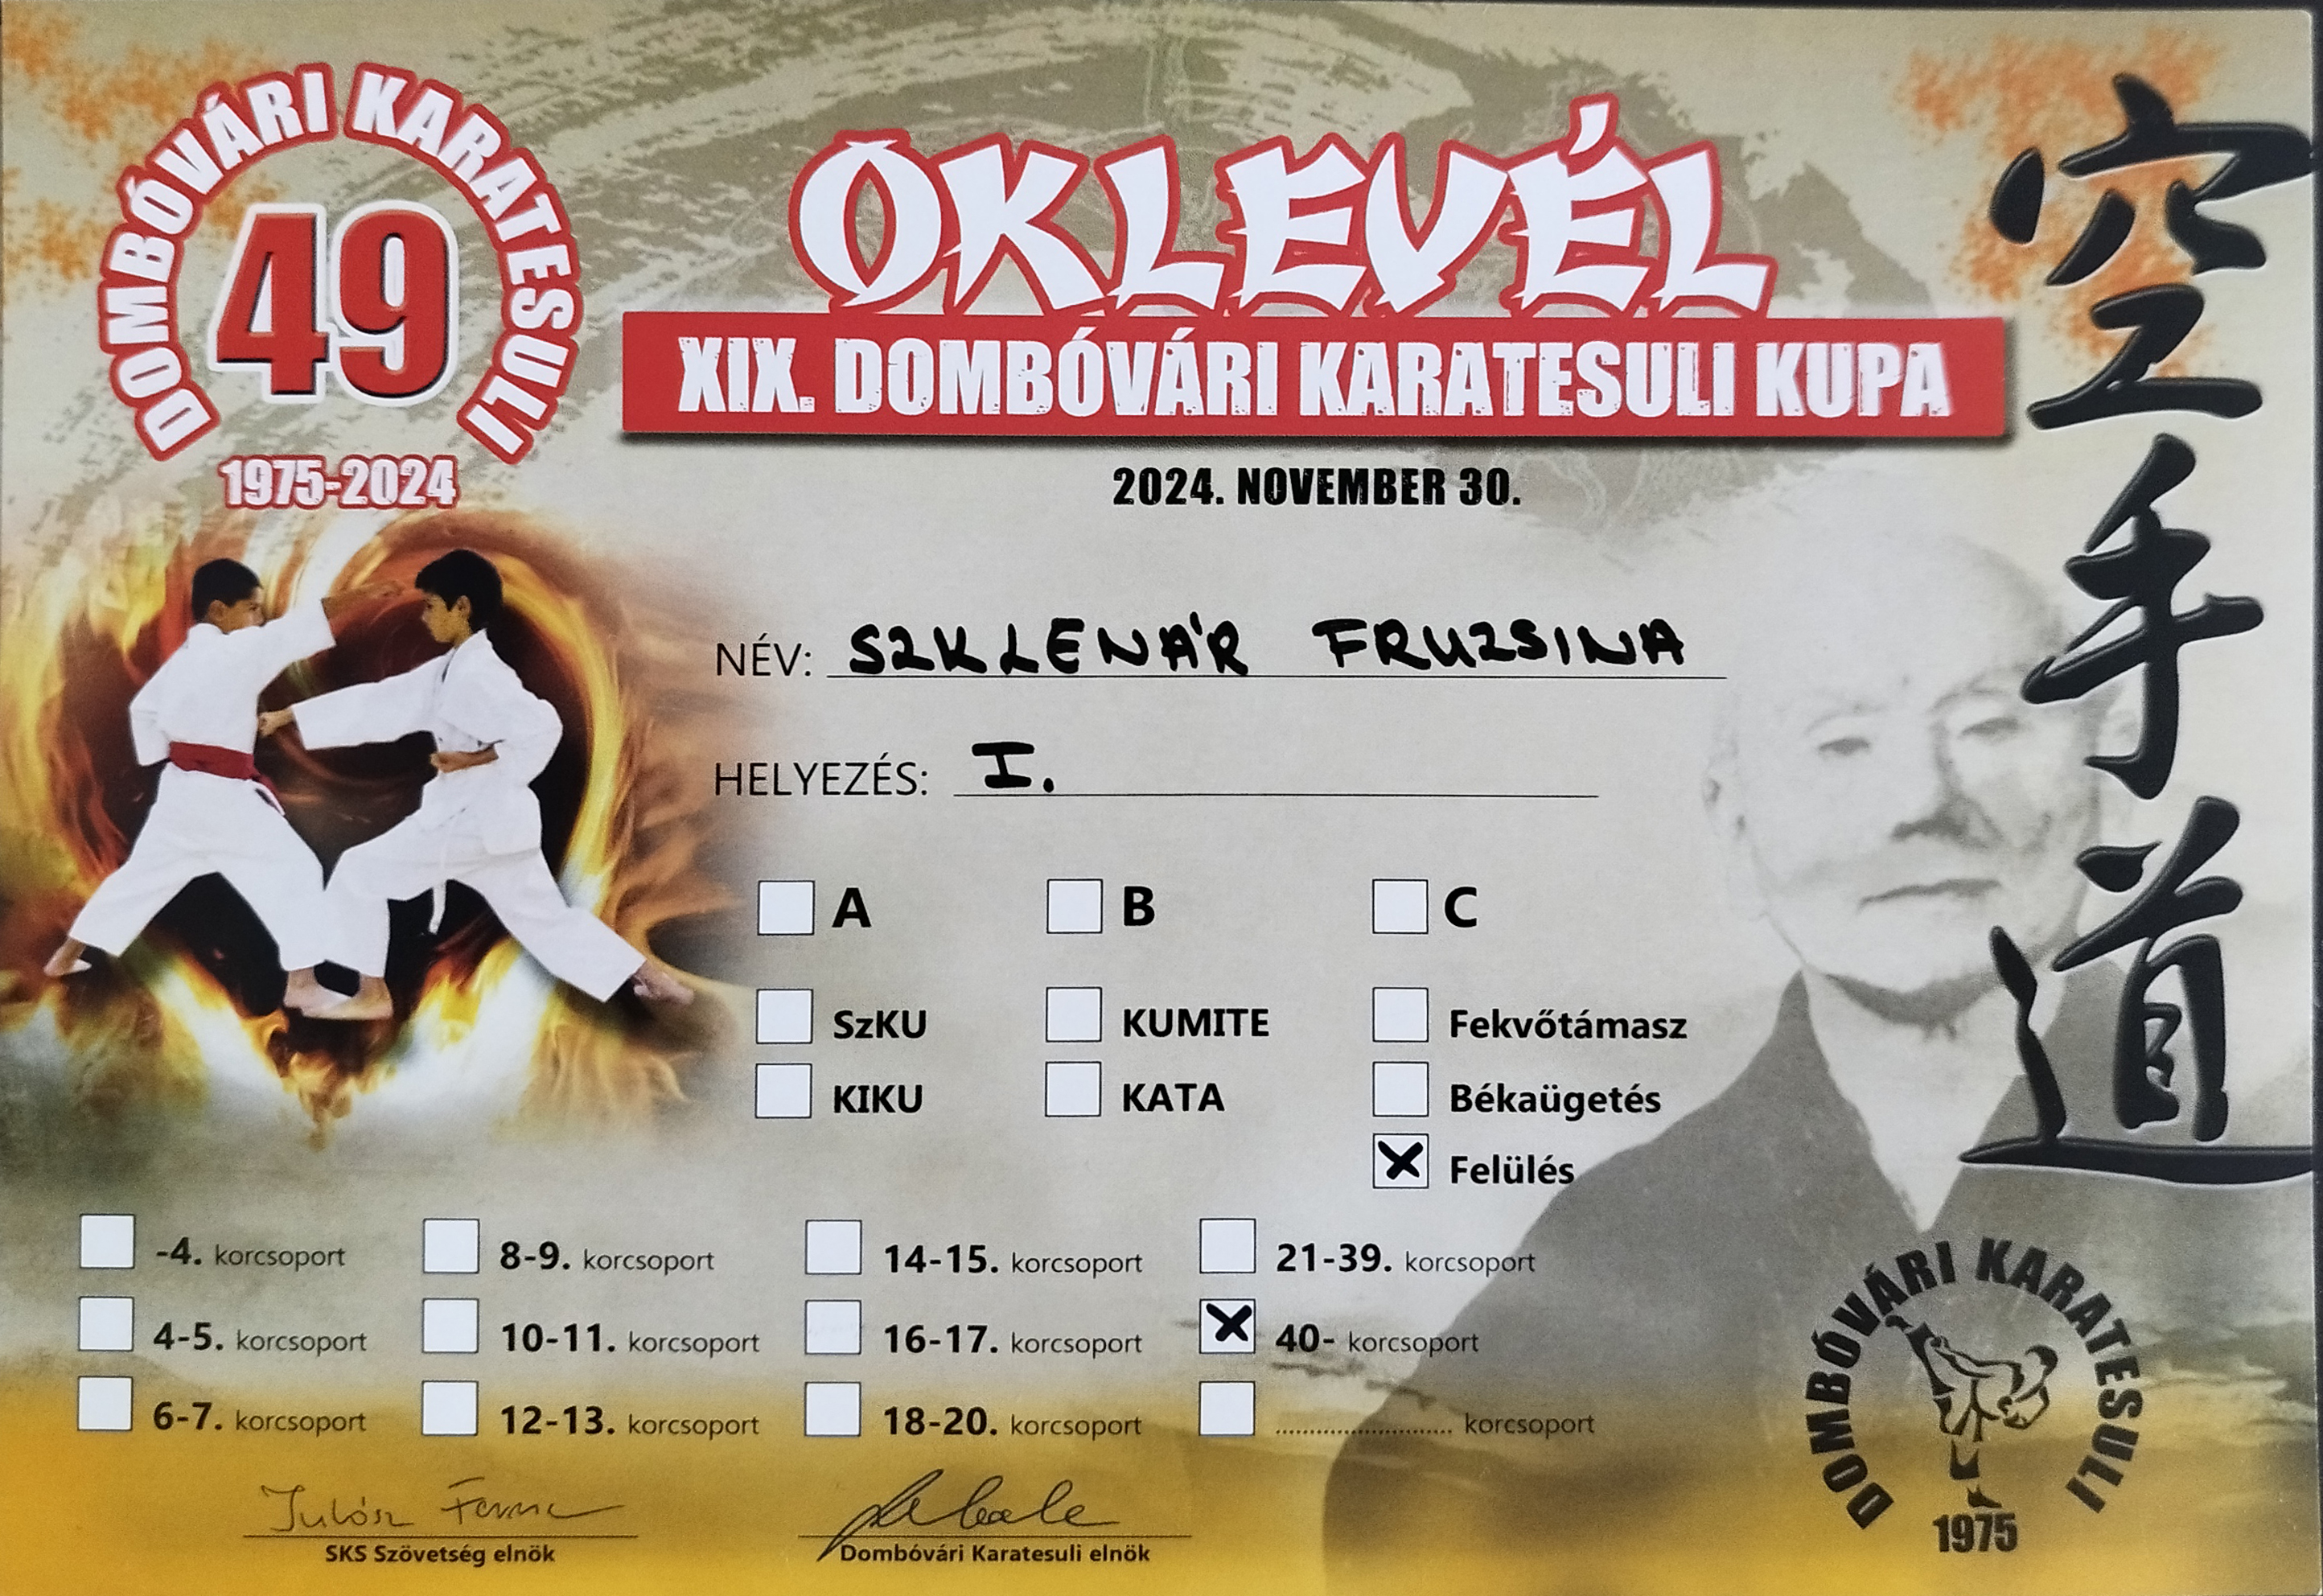 DOMBÓVÁRI KARATESULI
49
1975-2024
OKLEVÉL
XIX. DOMBÓVÁRI KARATESULI KUPA
2024. NOVEMBER 30.
空手道
NÉV: SZKLENÁR FRUZSINA
HELYEZÉS: I.
A B C
SzKU KUMITE Fekvőtámasz
KIKU KATA Békaügetés
X Felülés
-4. korcsoport 8-9. korcsoport 14-15. korcsoport 21-39. korcsoport
4-5. korcsoport 10-11. korcsoport 16-17. korcsoport X 40- korcsoport
6-7. korcsoport 12-13. korcsoport 18-20. korcsoport ........................ korcsoport
SKS Szövetség elnök
Dombóvári Karatesuli elnök
DOMBÓVÁRI KARATESULI
1975